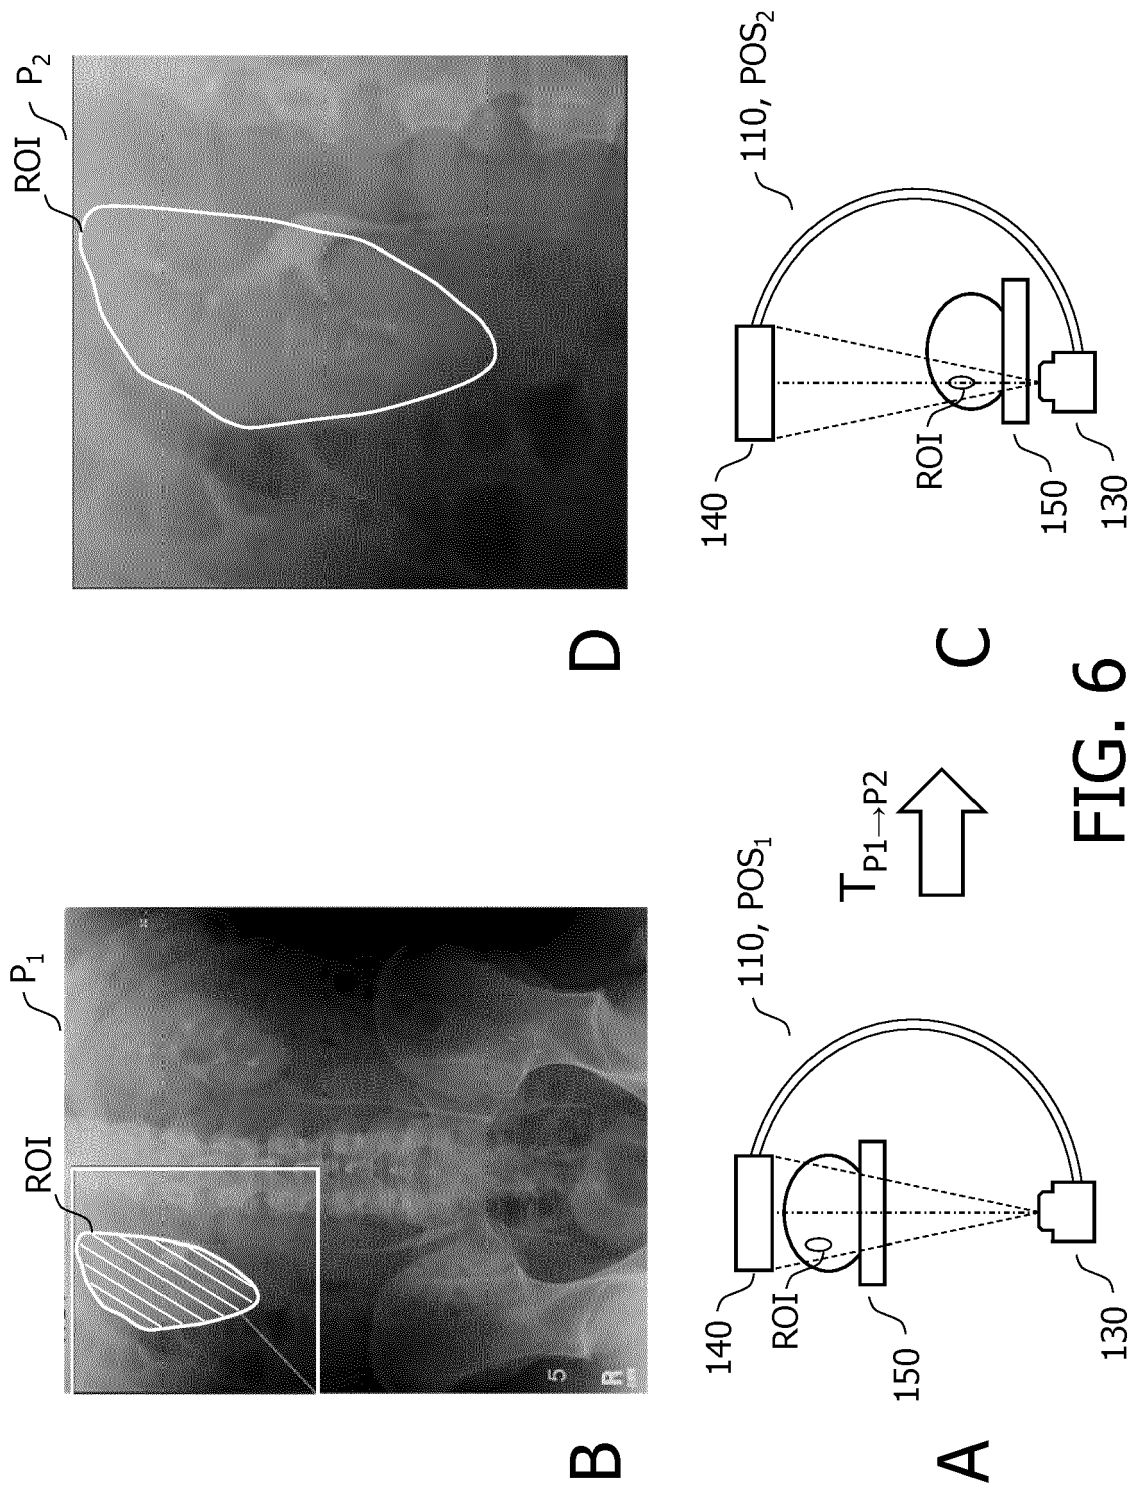 P₁
ROI
5
R
B
ROI
P₂
D
110, POS₁
140
ROI
150
130
A
T P1→P2
110, POS₂
140
ROI
150
130
C
FIG. 6